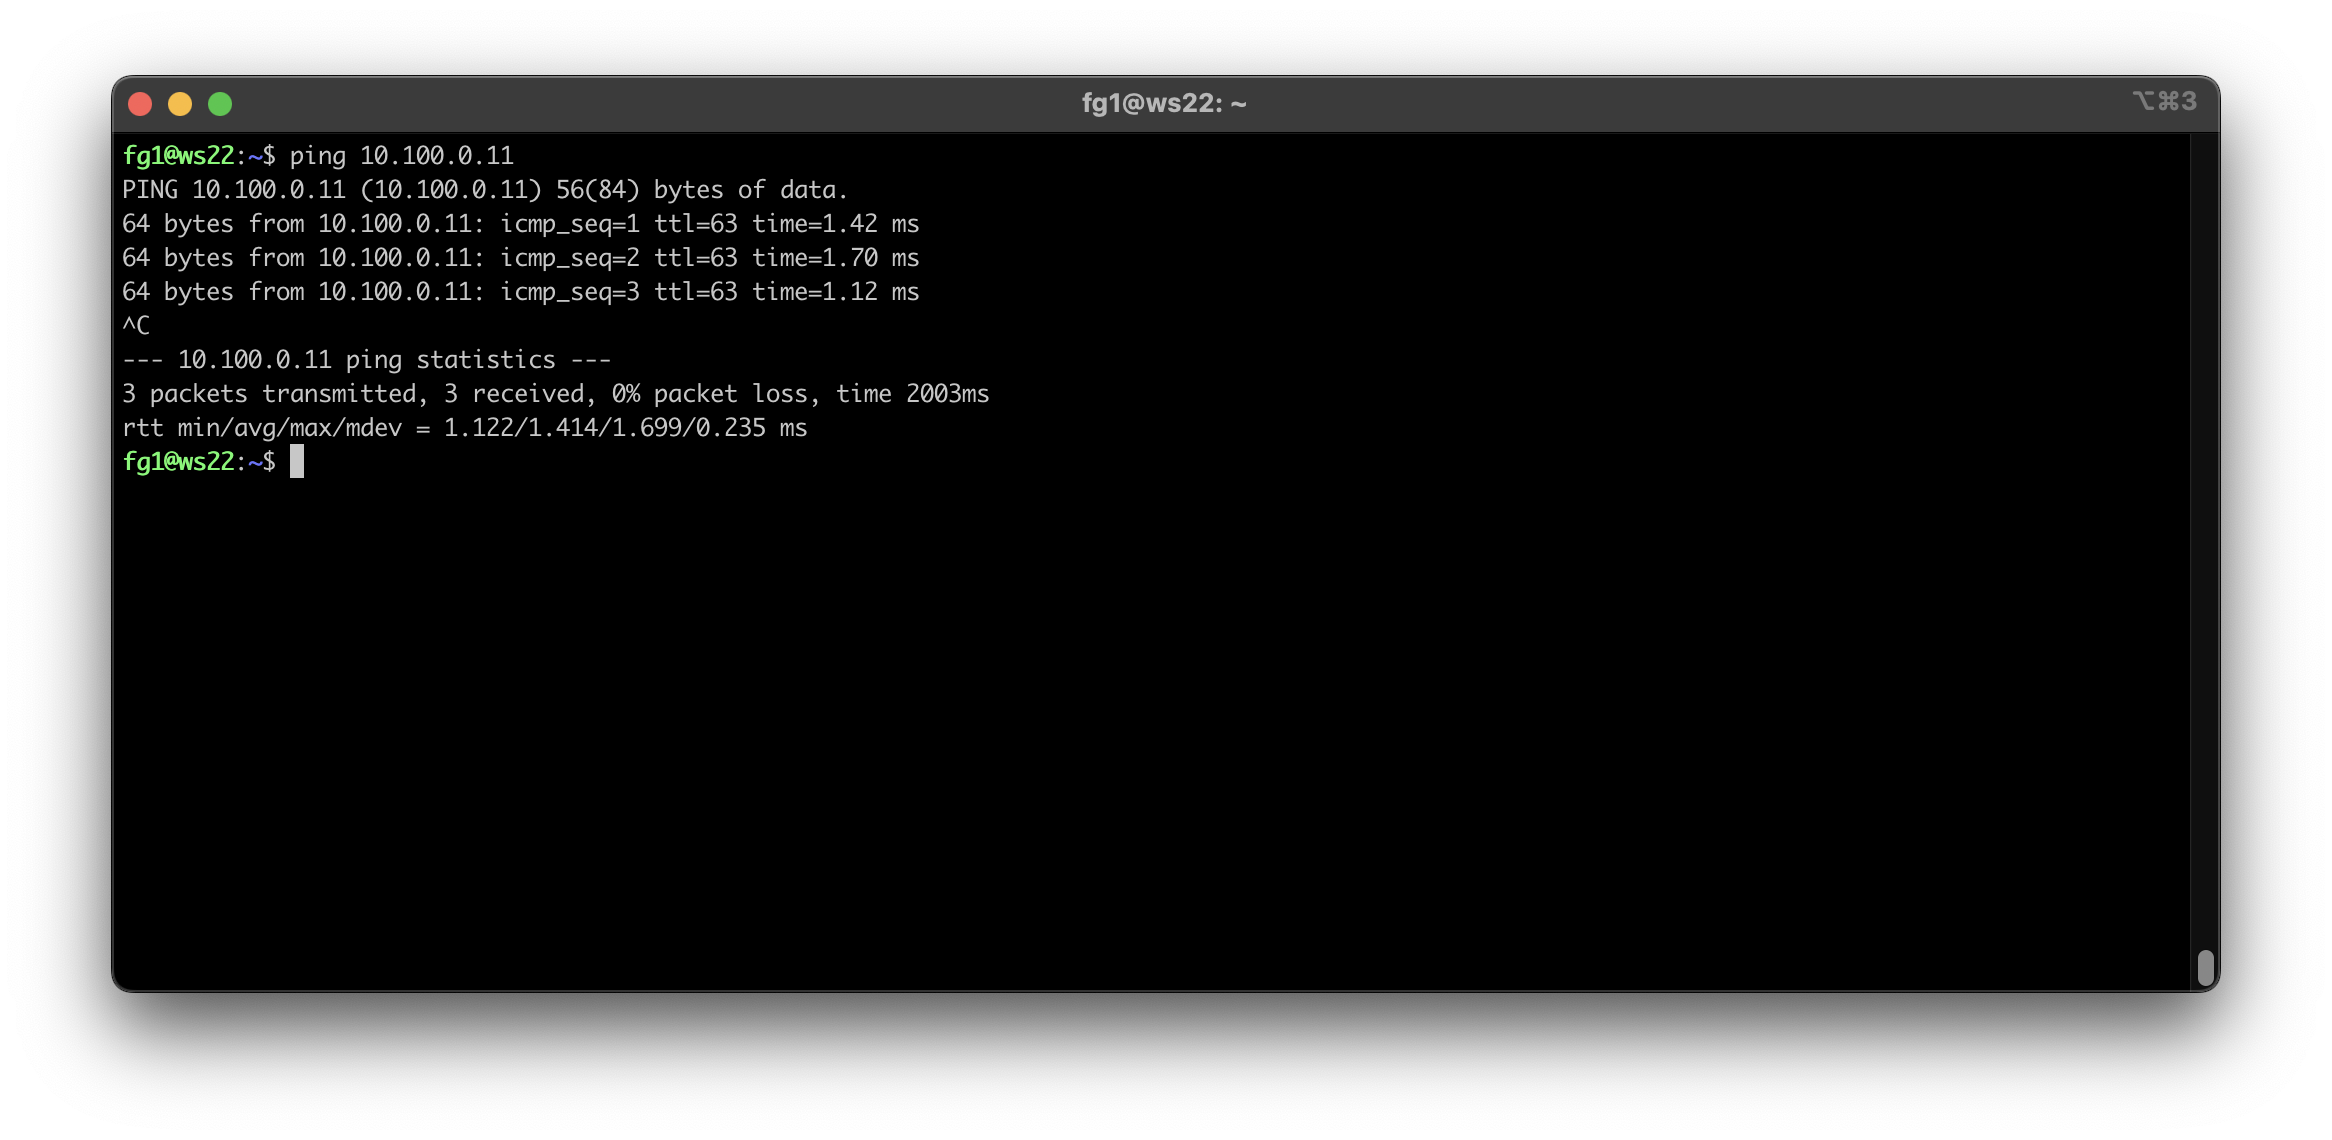 fg1@ws22: ~
⌥⌘3
fg1@ws22:~$ ping 10.100.0.11
PING 10.100.0.11 (10.100.0.11) 56(84) bytes of data.
64 bytes from 10.100.0.11: icmp_seq=1 ttl=63 time=1.42 ms
64 bytes from 10.100.0.11: icmp_seq=2 ttl=63 time=1.70 ms
64 bytes from 10.100.0.11: icmp_seq=3 ttl=63 time=1.12 ms
^C
--- 10.100.0.11 ping statistics ---
3 packets transmitted, 3 received, 0% packet loss, time 2003ms
rtt min/avg/max/mdev = 1.122/1.414/1.699/0.235 ms
fg1@ws22:~$